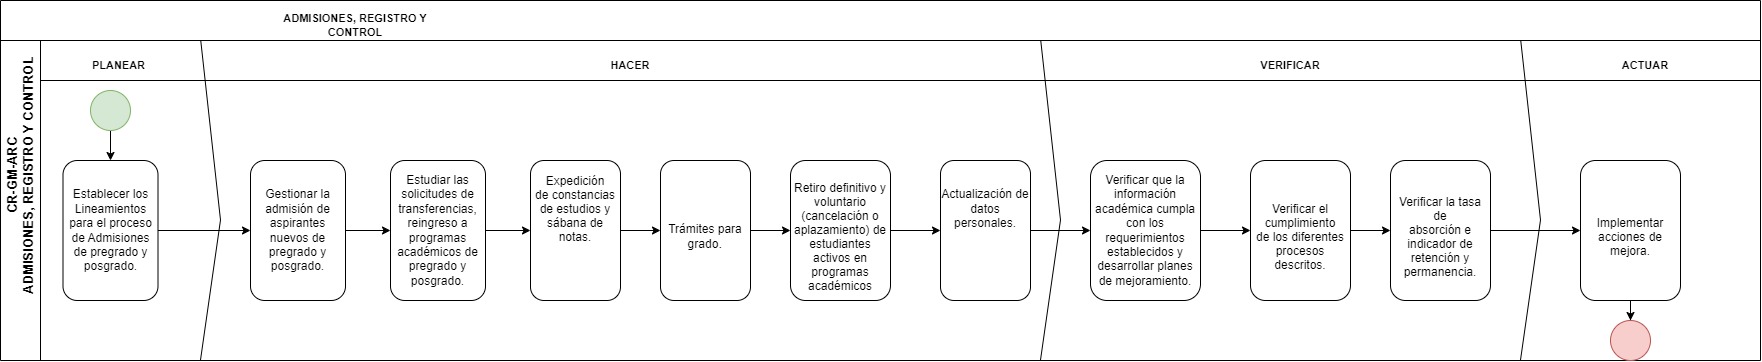 ADMISIONES, REGISTRO Y
CONTROL
CR-GM-ARC
ADMISIONES, REGISTRO Y CONTROL
PLANEAR
HACER
VERIFICAR
ACTUAR
Establecer los
Lineamientos
para el proceso
de Admisiones
de pregrado y
posgrado.
Gestionar la
admisión de
aspirantes
nuevos de
pregrado y
posgrado.
Estudiar las
solicitudes de
transferencias,
reingreso a
programas
académicos de
pregrado y
posgrado.
Expedición
de constancias
de estudios y
sábana de
notas.
Trámites para
grado.
Retiro definitivo y
voluntario
(cancelación o
aplazamiento) de
estudiantes
activos en
programas
académicos
Actualización de
datos
personales.
Verificar que la
información
académica cumpla
con los
requerimientos
establecidos y
desarrollar planes
de mejoramiento.
Verificar el
cumplimiento
de los diferentes
procesos
descritos.
Verificar la tasa
de
absorción e
indicador de
retención y
permanencia.
Implementar
acciones de
mejora.